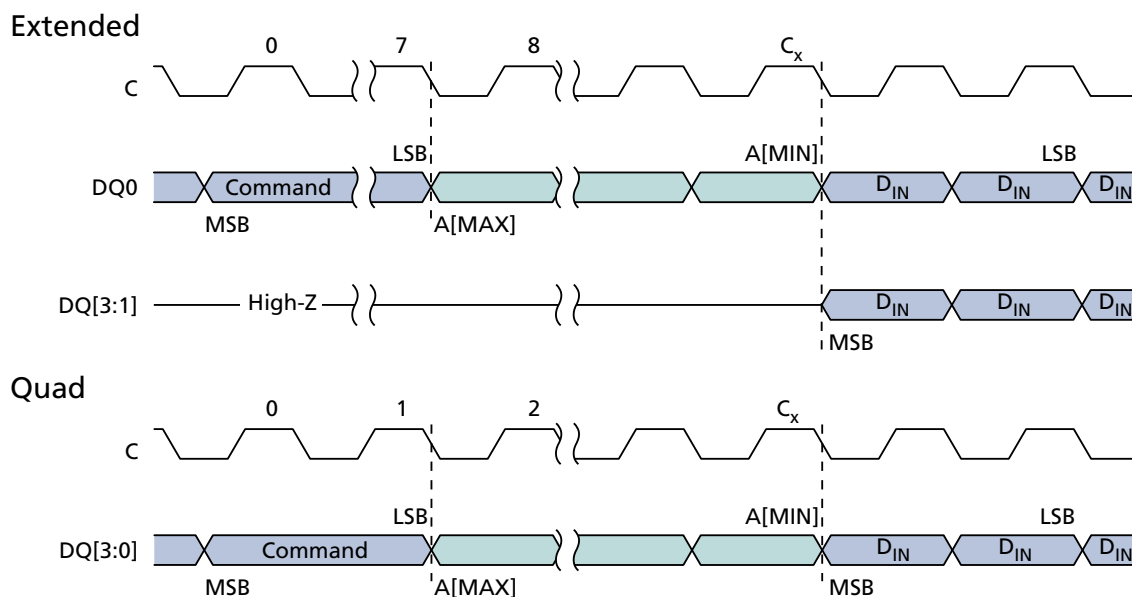 Extended
0 7 8 Cx
C
LSB A[MIN] LSB
DQ0 Command DIN DIN DIN
MSB A[MAX]
DQ[3:1] High-Z DIN DIN DIN
MSB
Quad
0 1 2 Cx
C
LSB A[MIN] LSB
DQ[3:0] Command DIN DIN DIN
MSB A[MAX] MSB